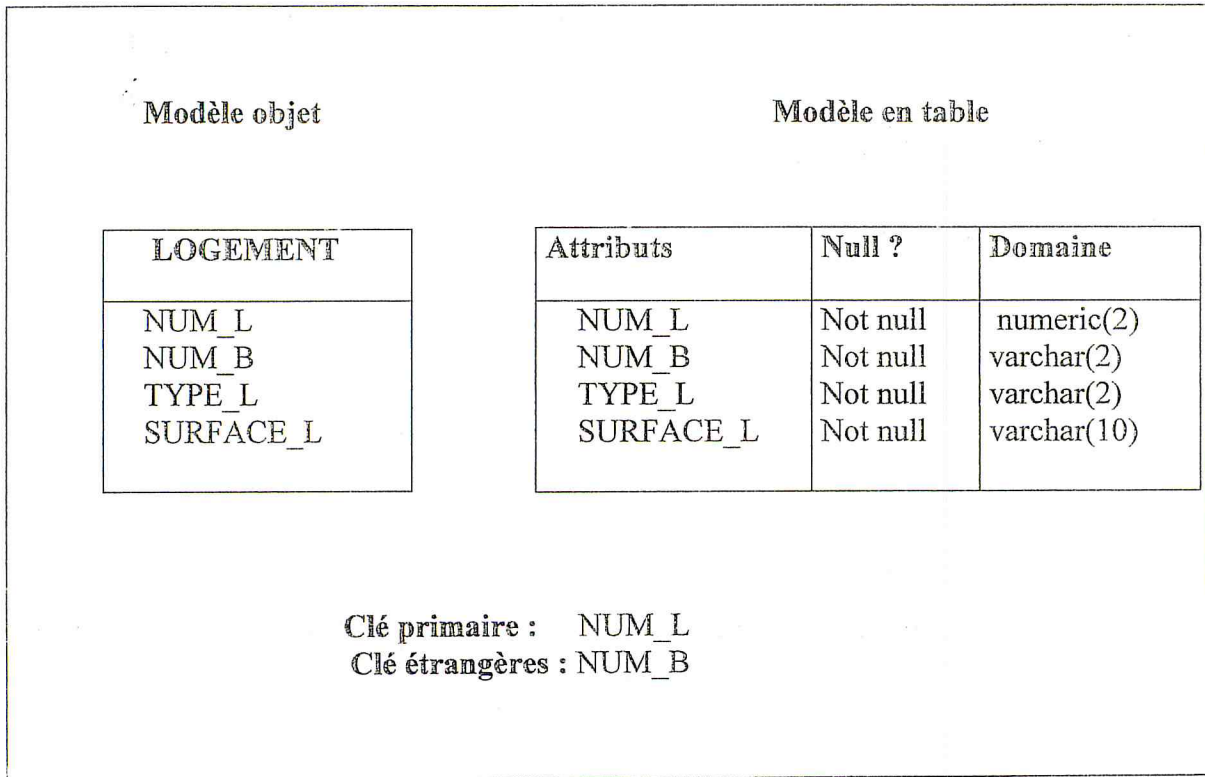 Modèle objet Modèle en table
LOGEMENT Attributs Null ? Domaine
NUM_L NUM_L Not null numeric(2)
NUM_B NUM_B Not null varchar(2)
TYPE_L TYPE_L Not null varchar(2)
SURFACE_L SURFACE_L Not null varchar(10)
Clé primaire : NUM_L
Clé étrangères : NUM_B